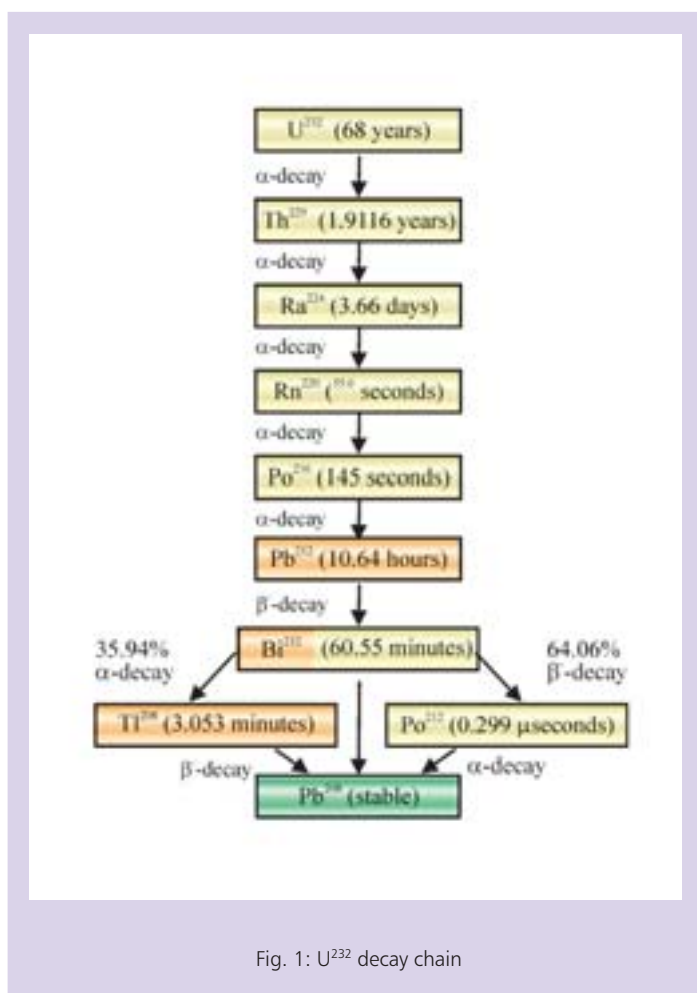 U²³² (68 years)
α-decay
(1.9116 years)
α-decay
Ra²²⁴ (3.66 days)
α-decay
Rn²²⁰ ( seconds)
α-decay
Po²¹⁶ (145 seconds)
α-decay
Pb²¹² (10.64 hours)
β⁻-decay
35.94%
α-decay
Bi²¹² (60.55 minutes)
64.06%
β⁻-decay
Tl²⁰⁸ (3.053 minutes)
Po²¹² (0.299 μseconds)
β⁻-decay
α-decay
Pb²⁰⁸ (stable)
Fig. 1: U²³² decay chain